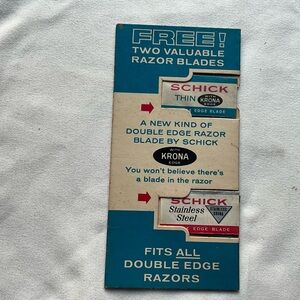 FREE!
TWO VALUABLE
RAZOR BLADES
SCHICK
THIN KRONA
EDGE
EDGE BLADE
A NEW KIND OF
DOUBLE EDGE RAZOR
BLADE BY SCHICK
WITH
KRONA
EDGE
You won't believe there's
a blade in the razor
SCHICK
Stainless
Steel
EDGE BLADE
FITS ALL
DOUBLE EDGE
RAZORS